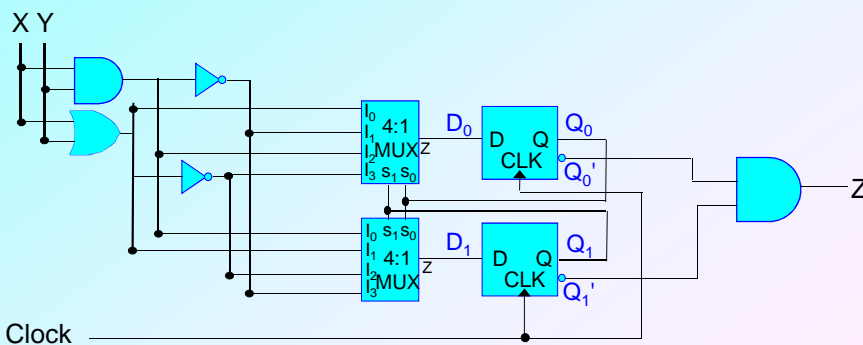 X Y
I₀
I₁
I₂
I₃
4:1
MUX
z
S₁ S₀
D₀
D Q
CLK
Q₀
Q₀'
I₀
I₁
I₂
I₃
S₁ S₀
4:1
MUX
z
D₁
D Q
CLK
Q₁
Q₁'
Z
Clock